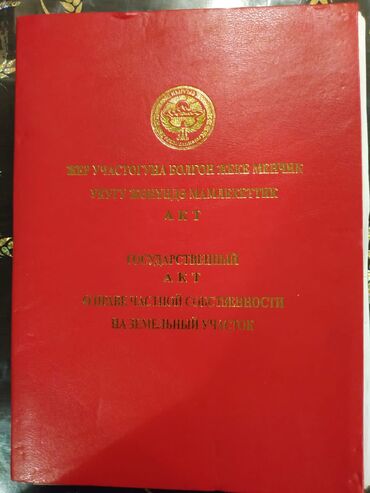 ЖЕР УЧАСТОГУНА БОЛГОН ЖЕКЕ МЕНЧИК
УКУГУ ЖӨНҮНДӨ МАМЛЕКЕТТИК
АКТ
ГОСУДАРСТВЕННЫЙ
АКТ
О ПРАВЕ ЧАСТНОЙ СОБСТВЕННОСТИ
НА ЗЕМЕЛЬНЫЙ УЧАСТОК